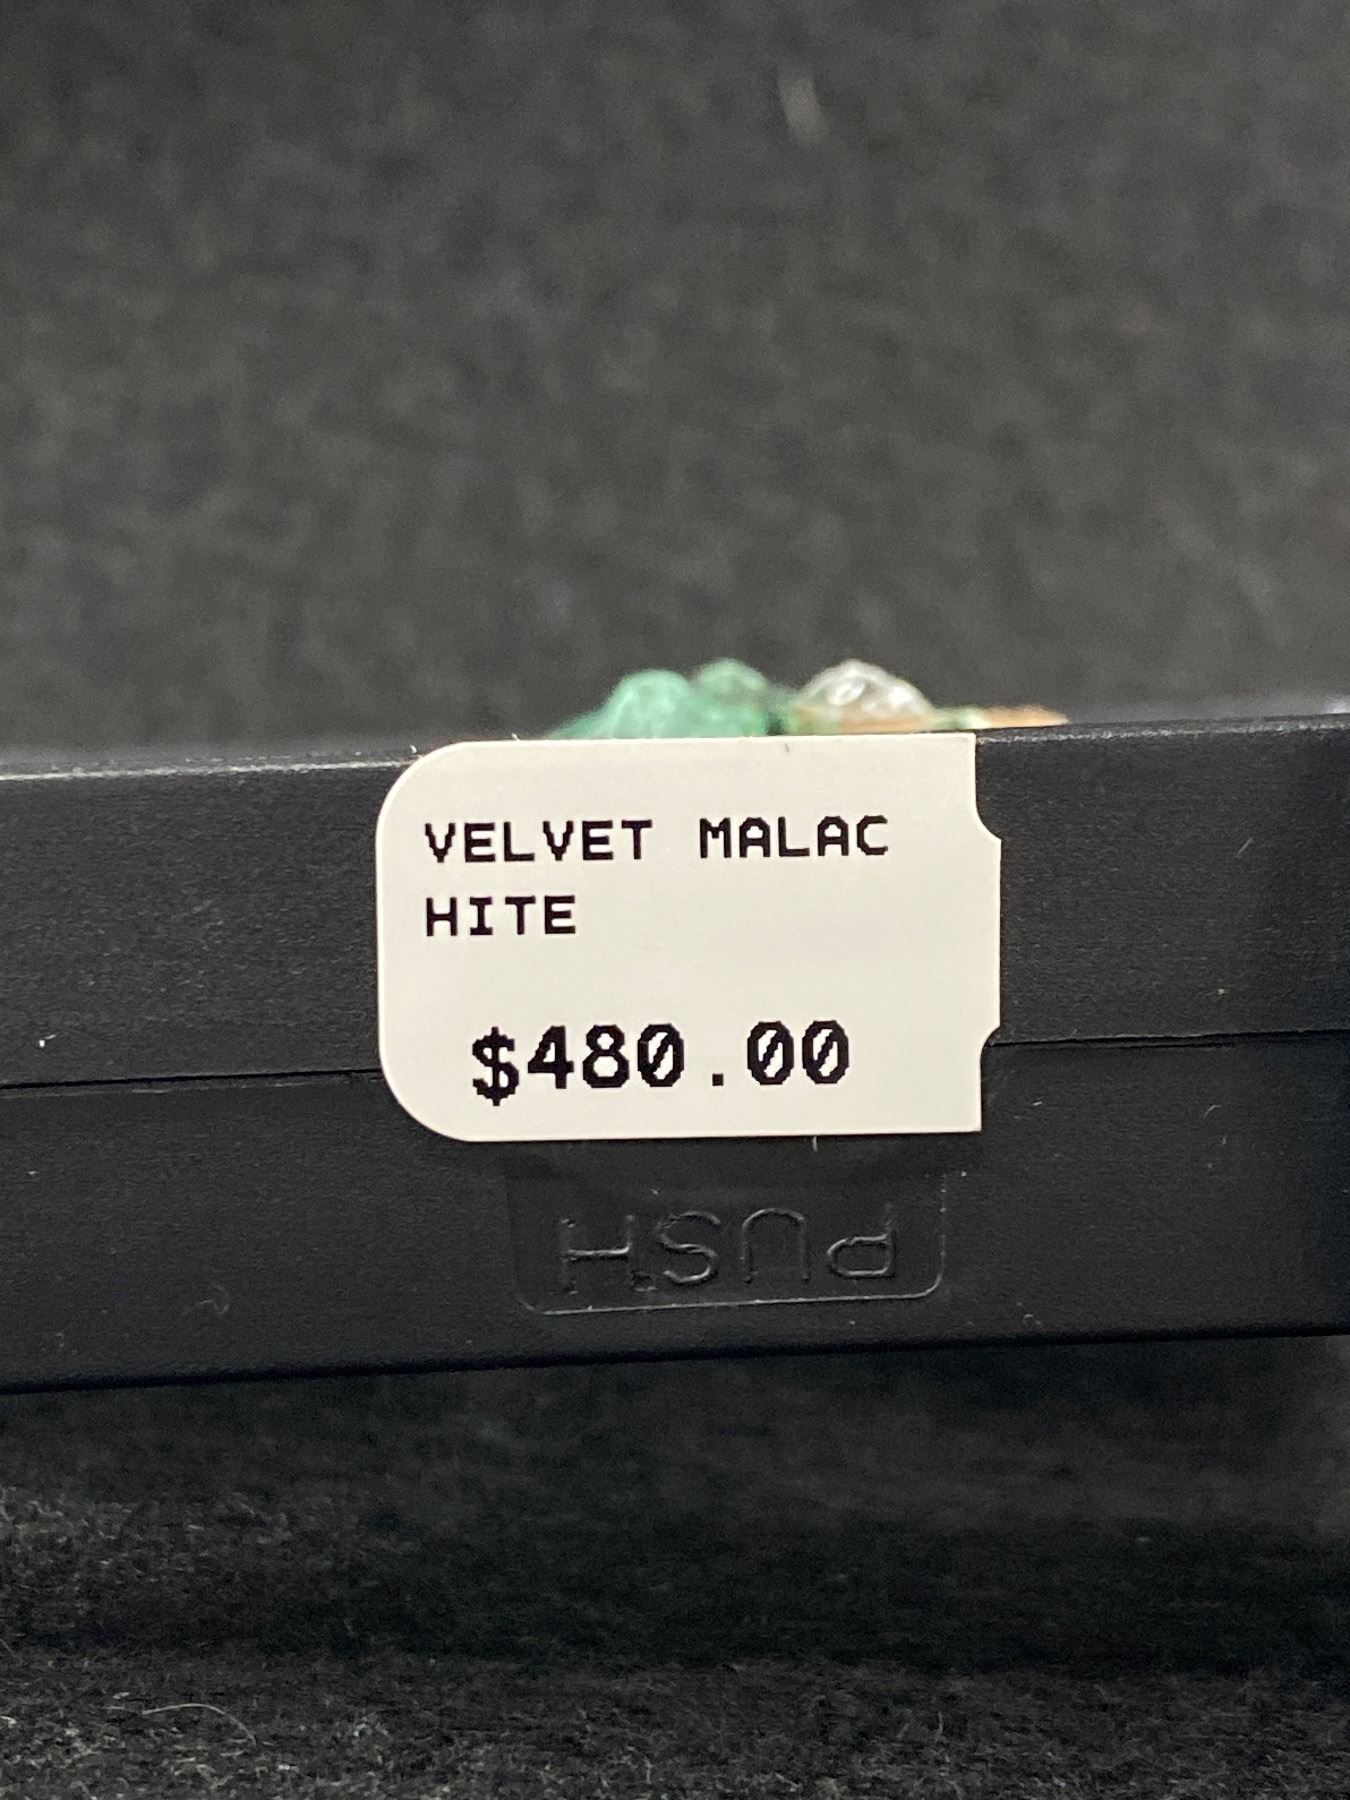 VELVET MALAC
HITE
$480.00
PUSH